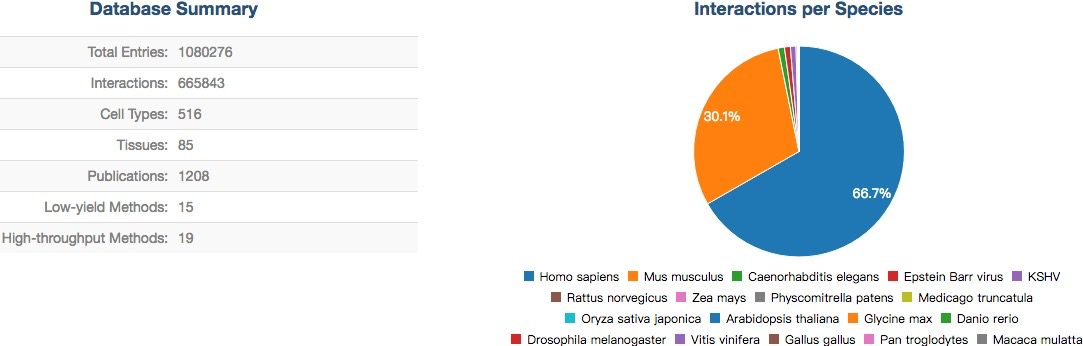 Database Summary
Total Entries: 1080276
Interactions: 665843
Cell Types: 516
Tissues: 85
Publications: 1208
Low-yield Methods: 15
High-throughput Methods: 19
Interactions per Species
30.1%
66.7%
Homo sapiens Mus musculus Caenorhabditis elegans Epstein Barr virus KSHV
Rattus norvegicus Zea mays Physcomitrella patens Medicago truncatula
Oryza sativa japonica Arabidopsis thaliana Glycine max Danio rerio
Drosophila melanogaster Vitis vinifera Gallus gallus Pan troglodytes Macaca mulatta